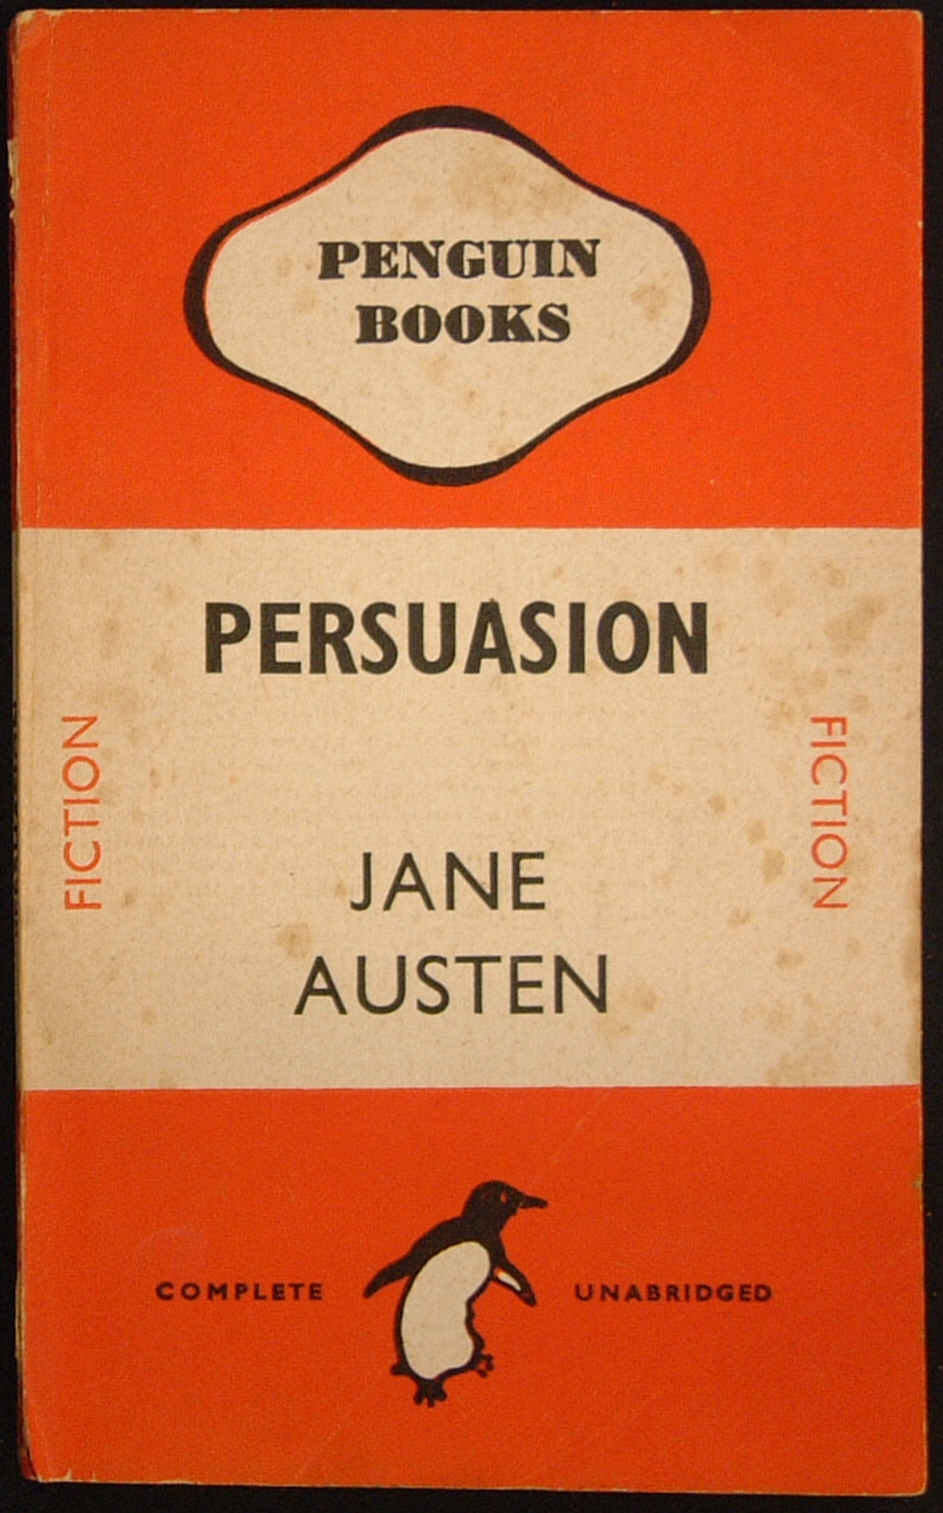 PENGUIN
BOOKS
PERSUASION
FICTION
FICTION
JANE
AUSTEN
COMPLETE UNABRIDGED